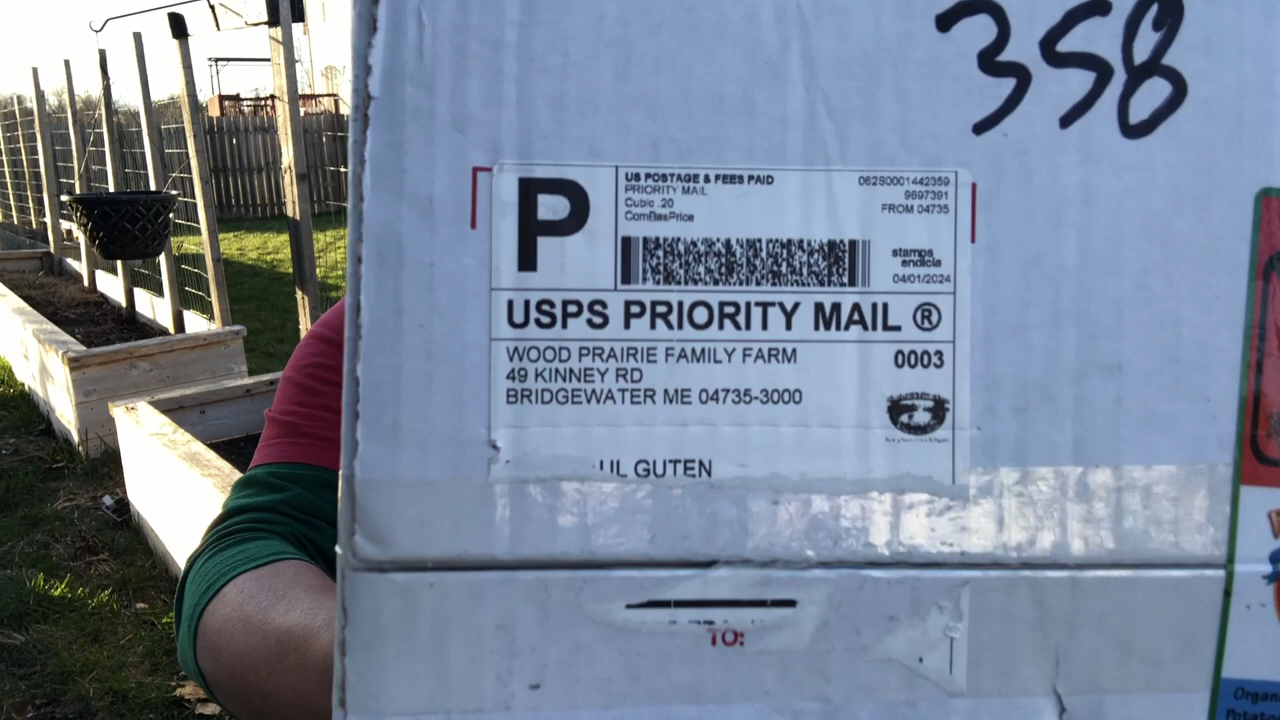 358
P
US POSTAGE & FEES PAID
PRIORITY MAIL
Cubic .20
ComBasPrice
062S0001442359
9697391
FROM 04735
stamps
endicia
04/01/2024
USPS PRIORITY MAIL ®
WOOD PRAIRIE FAMILY FARM
49 KINNEY RD
BRIDGEWATER ME 04735-3000
0003
UL GUTEN
TO:
Organ